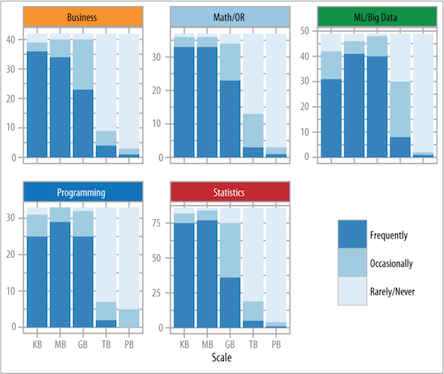 Business
Math/OR
ML/Big Data
40
30
20
10
0
30
20
10
0
50
40
30
20
10
0
Programming
Statistics
30
20
10
0
75
50
25
0
KB MB GB TB PB
KB MB GB TB PB
Scale
Frequently
Occasionally
Rarely/Never